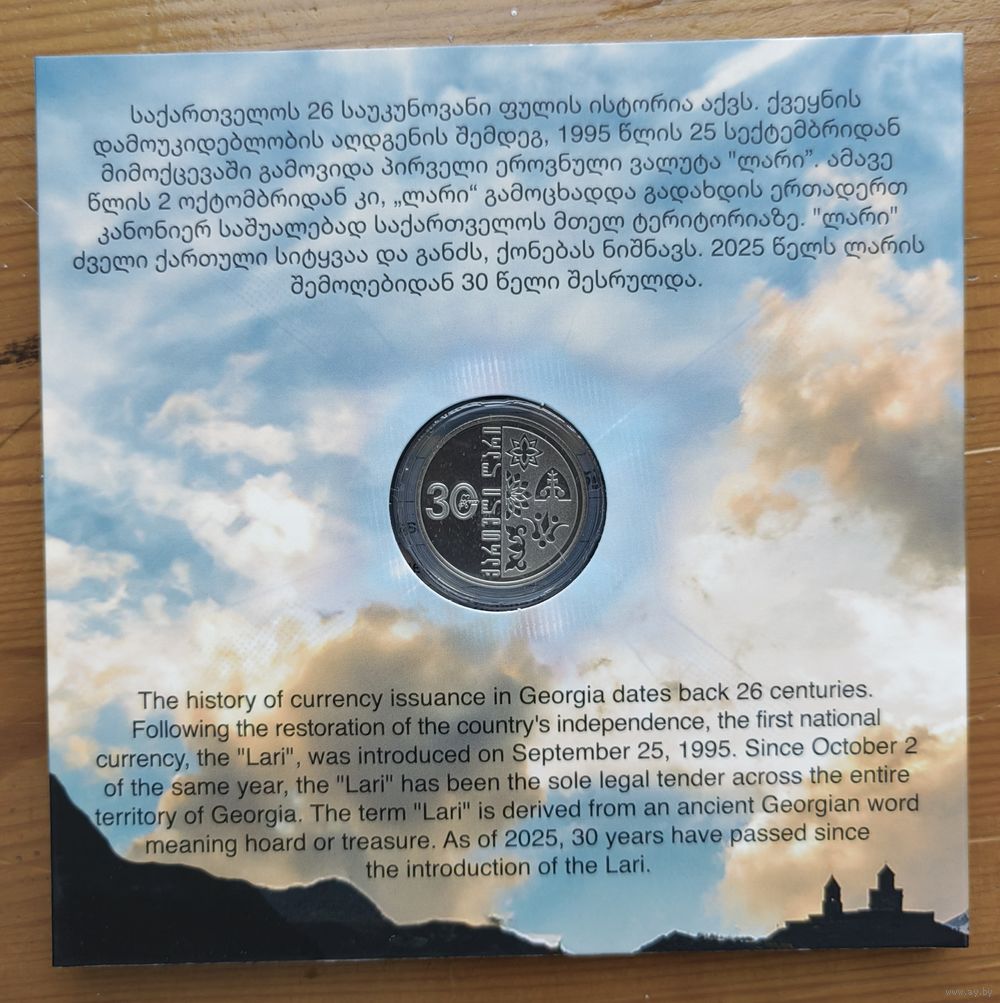 საქართველოს 26 საუკუნოვანი ფულის ისტორია აქვს. ქვეყნის
დამოუკიდებლობის აღდგენის შემდეგ, 1995 წლის 25 სექტემბრიდან
მიმოქცევაში გამოვიდა პირველი ეროვნული ვალუტა "ლარი”. ამავე
წლის 2 ოქტომბრიდან კი, „ლარი“ გამოცხადდა გადახდის ერთადერთ
კანონიერ საშუალებად საქართველოს მთელ ტერიტორიაზე. "ლარი"
ძველი ქართული სიტყვაა და განძს, ქონებას ნიშნავს. 2025 წელს ლარის
შემოღებიდან 30 წელი შესრულდა.
30
ქართული ლარი
The history of currency issuance in Georgia dates back 26 centuries.
Following the restoration of the country's independence, the first national
currency, the "Lari", was introduced on September 25, 1995. Since October 2
of the same year, the "Lari" has been the sole legal tender across the entire
territory of Georgia. The term "Lari" is derived from an ancient Georgian word
meaning hoard or treasure. As of 2025, 30 years have passed since
the introduction of the Lari.
www.ay.by